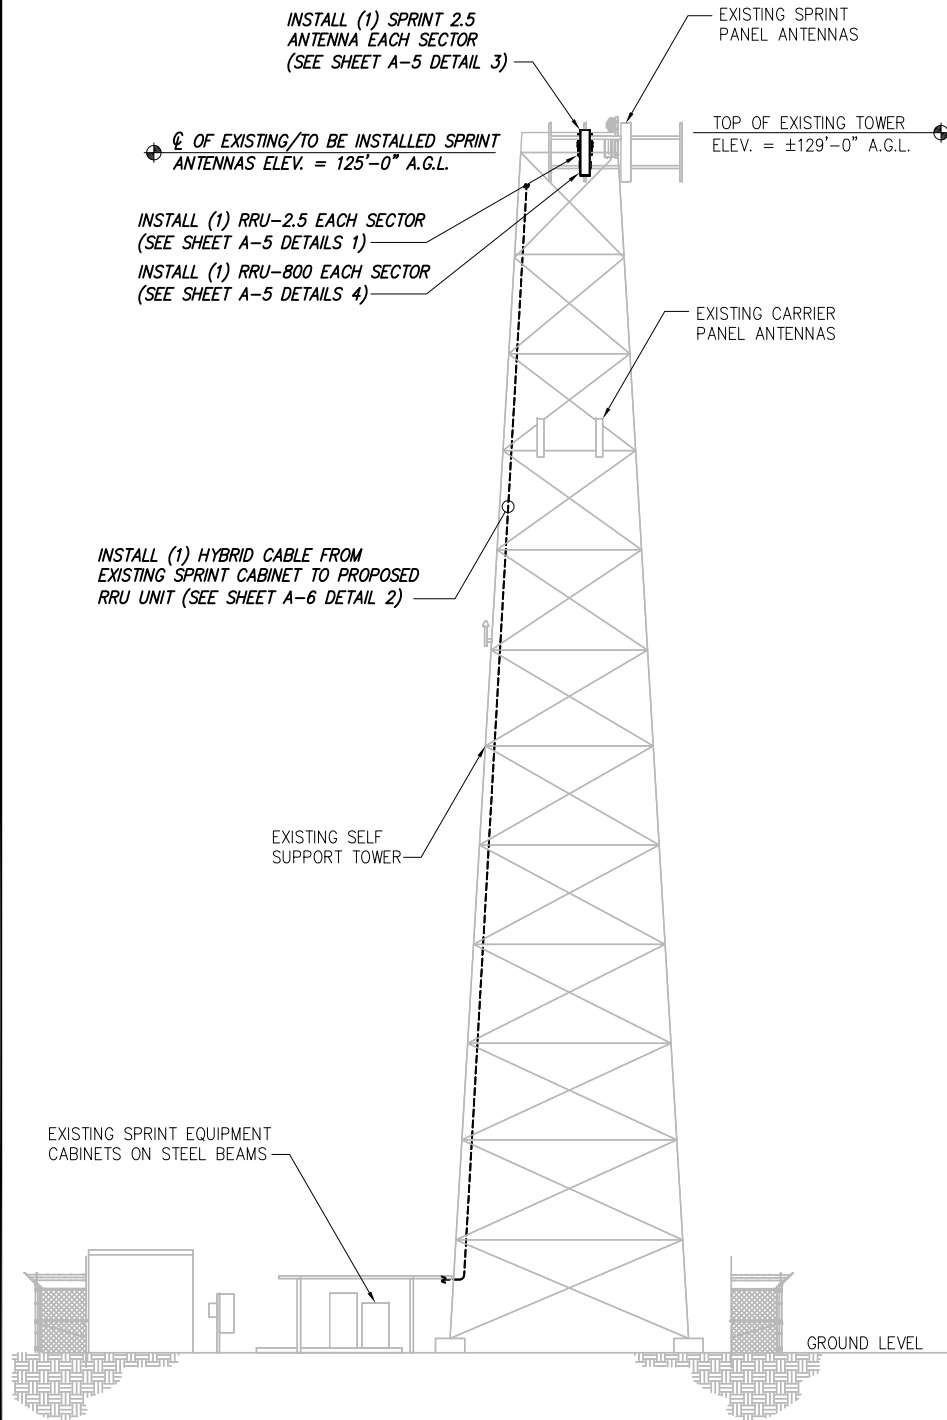 INSTALL (1) SPRINT 2.5
ANTENNA EACH SECTOR
(SEE SHEET A-5 DETAIL 3)
EXISTING SPRINT
PANEL ANTENNAS
℄ OF EXISTING/TO BE INSTALLED SPRINT
ANTENNAS ELEV. = 125'-0" A.G.L.
TOP OF EXISTING TOWER
ELEV. = ±129'-0" A.G.L.
INSTALL (1) RRU-2.5 EACH SECTOR
(SEE SHEET A-5 DETAILS 1)
INSTALL (1) RRU-800 EACH SECTOR
(SEE SHEET A-5 DETAILS 4)
EXISTING CARRIER
PANEL ANTENNAS
INSTALL (1) HYBRID CABLE FROM
EXISTING SPRINT CABINET TO PROPOSED
RRU UNIT (SEE SHEET A-6 DETAIL 2)
EXISTING SELF
SUPPORT TOWER
EXISTING SPRINT EQUIPMENT
CABINETS ON STEEL BEAMS
GROUND LEVEL